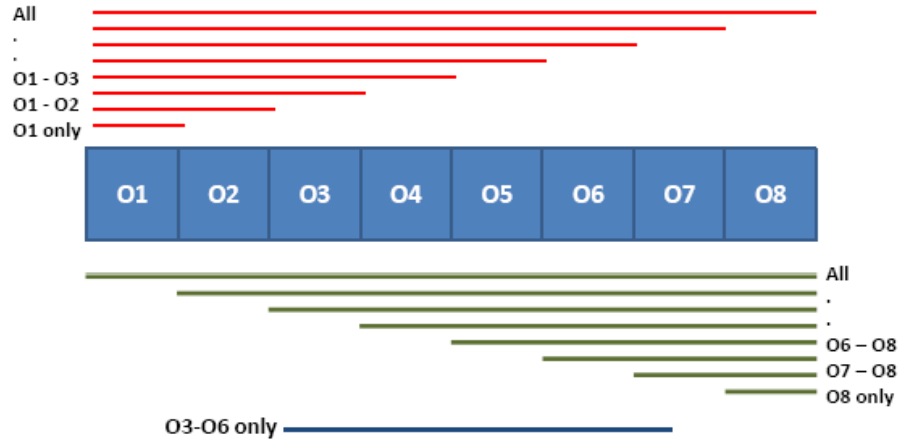 All
.
.
O1 - O3
O1 - O2
O1 only
O1 O2 O3 O4 O5 O6 O7 O8
All
.
.
O6 – O8
O7 – O8
O8 only
O3-O6 only